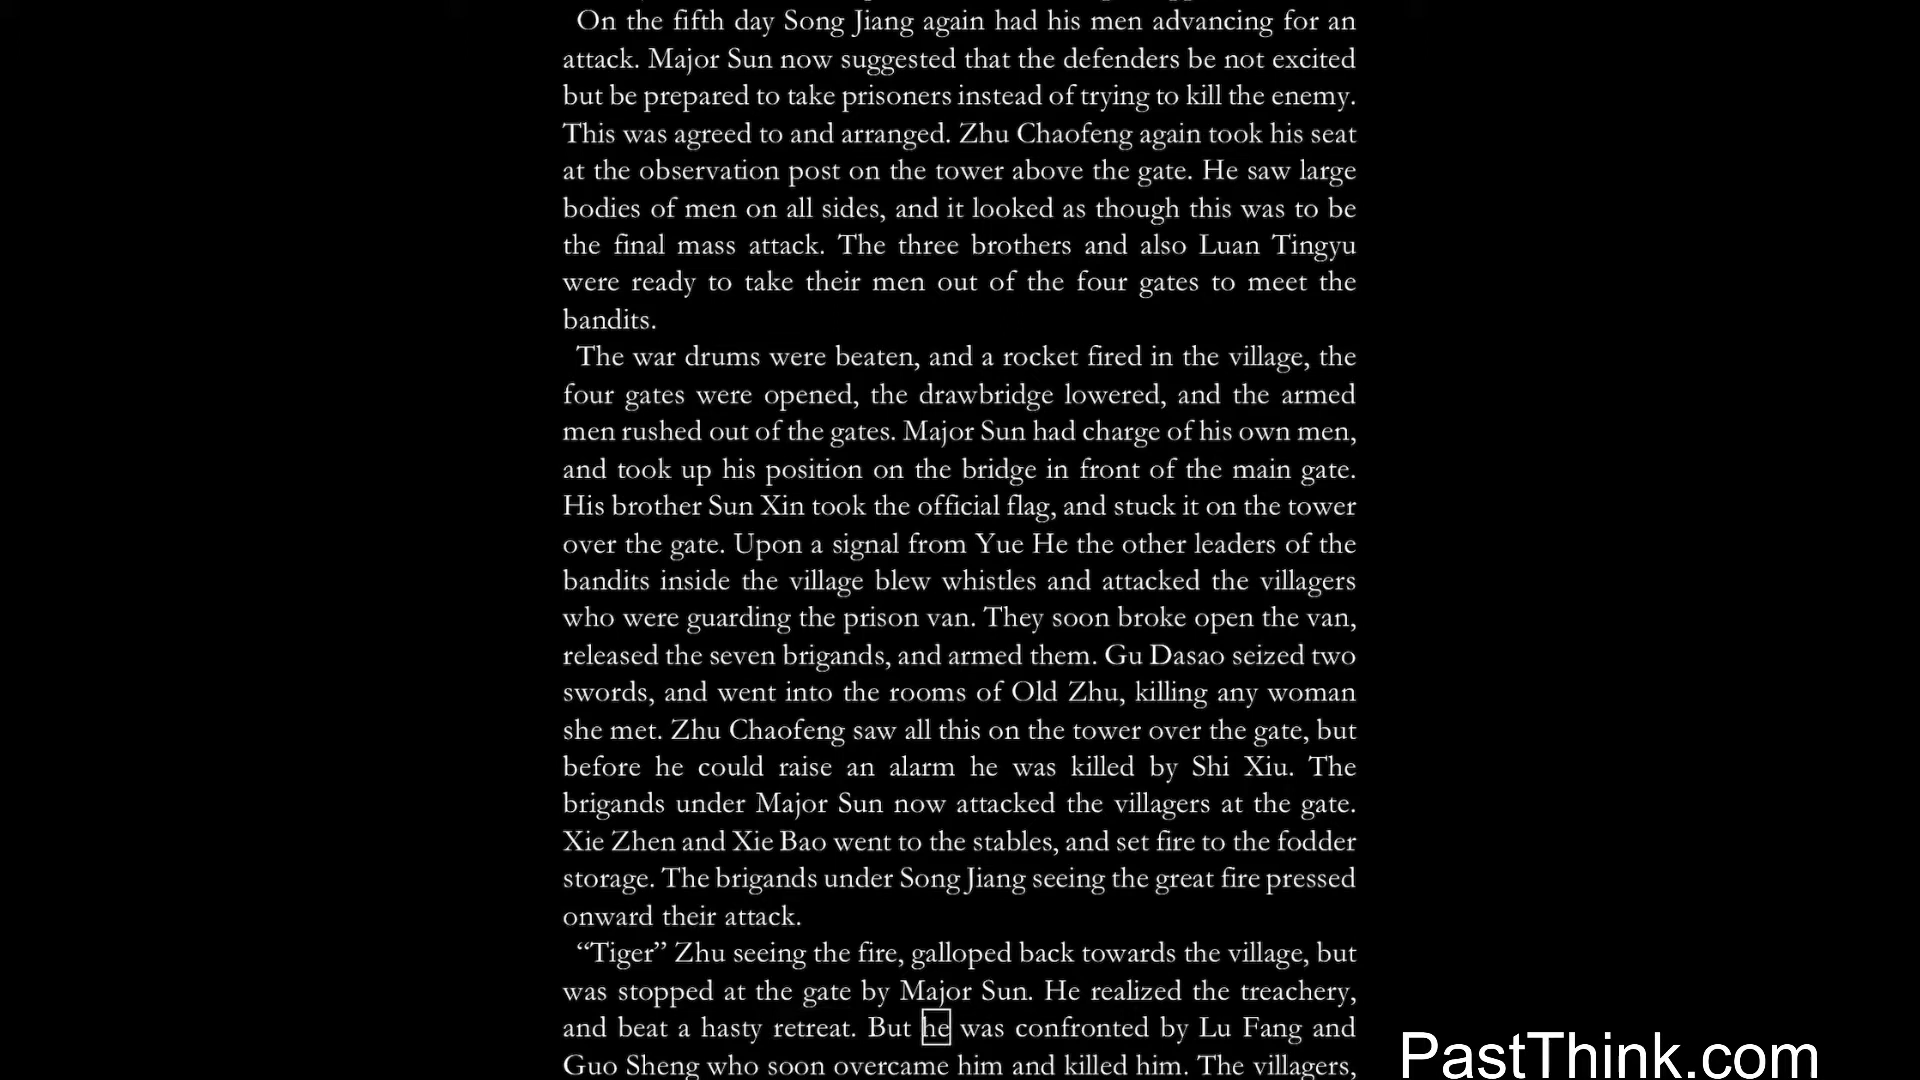 On the fifth day Song Jiang again had his men advancing for an
attack. Major Sun now suggested that the defenders be not excited
but be prepared to take prisoners instead of trying to kill the enemy.
This was agreed to and arranged. Zhu Chaofeng again took his seat
at the observation post on the tower above the gate. He saw large
bodies of men on all sides, and it looked as though this was to be
the final mass attack. The three brothers and also Luan Tingyu
were ready to take their men out of the four gates to meet the
bandits.
The war drums were beaten, and a rocket fired in the village, the
four gates were opened, the drawbridge lowered, and the armed
men rushed out of the gates. Major Sun had charge of his own men,
and took up his position on the bridge in front of the main gate.
His brother Sun Xin took the official flag, and stuck it on the tower
over the gate. Upon a signal from Yue He the other leaders of the
bandits inside the village blew whistles and attacked the villagers
who were guarding the prison van. They soon broke open the van,
released the seven brigands, and armed them. Gu Dasao seized two
swords, and went into the rooms of Old Zhu, killing any woman
she met. Zhu Chaofeng saw all this on the tower over the gate, but
before he could raise an alarm he was killed by Shi Xiu. The
brigands under Major Sun now attacked the villagers at the gate.
Xie Zhen and Xie Bao went to the stables, and set fire to the fodder
storage. The brigands under Song Jiang seeing the great fire pressed
onward their attack.
“Tiger” Zhu seeing the fire, galloped back towards the village, but
was stopped at the gate by Major Sun. He realized the treachery,
and beat a hasty retreat. But he was confronted by Lu Fang and
Guo Sheng who soon overcame him and killed him. The villagers,
PastThink.com